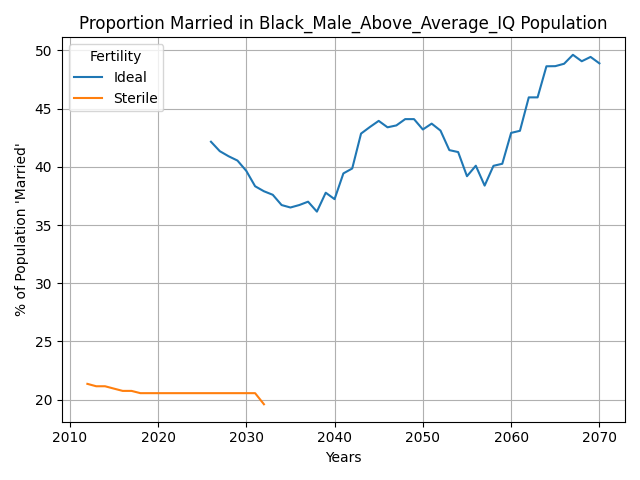 Proportion Married in Black_Male_Above_Average_IQ Population
Fertility
Ideal
Sterile
% of Population 'Married'
50
45
40
35
30
25
20
2010 2020 2030 2040 2050 2060 2070
Years